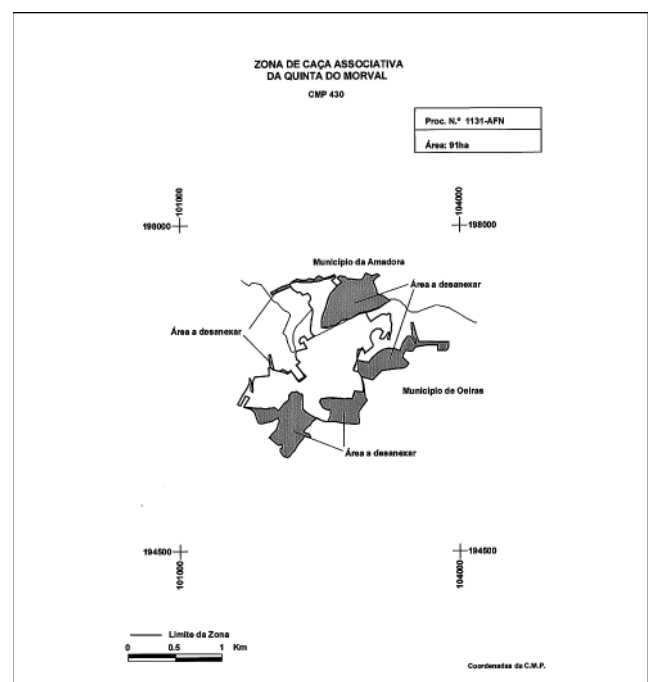 ZONA DE CAÇA ASSOCIATIVA
DA QUINTA DO MORVAL
CMP 430
Proc. N.º 1131-AFN
Área: 91ha
101000
104000
198000
198000
Município da Amadora
Área a desanexar
Área a desanexar
Município de Oeiras
Área a desanexar
194500
194500
101000
104000
Limite da Zona
0 0.5 1 Km
Coordenadas da C.M.P.